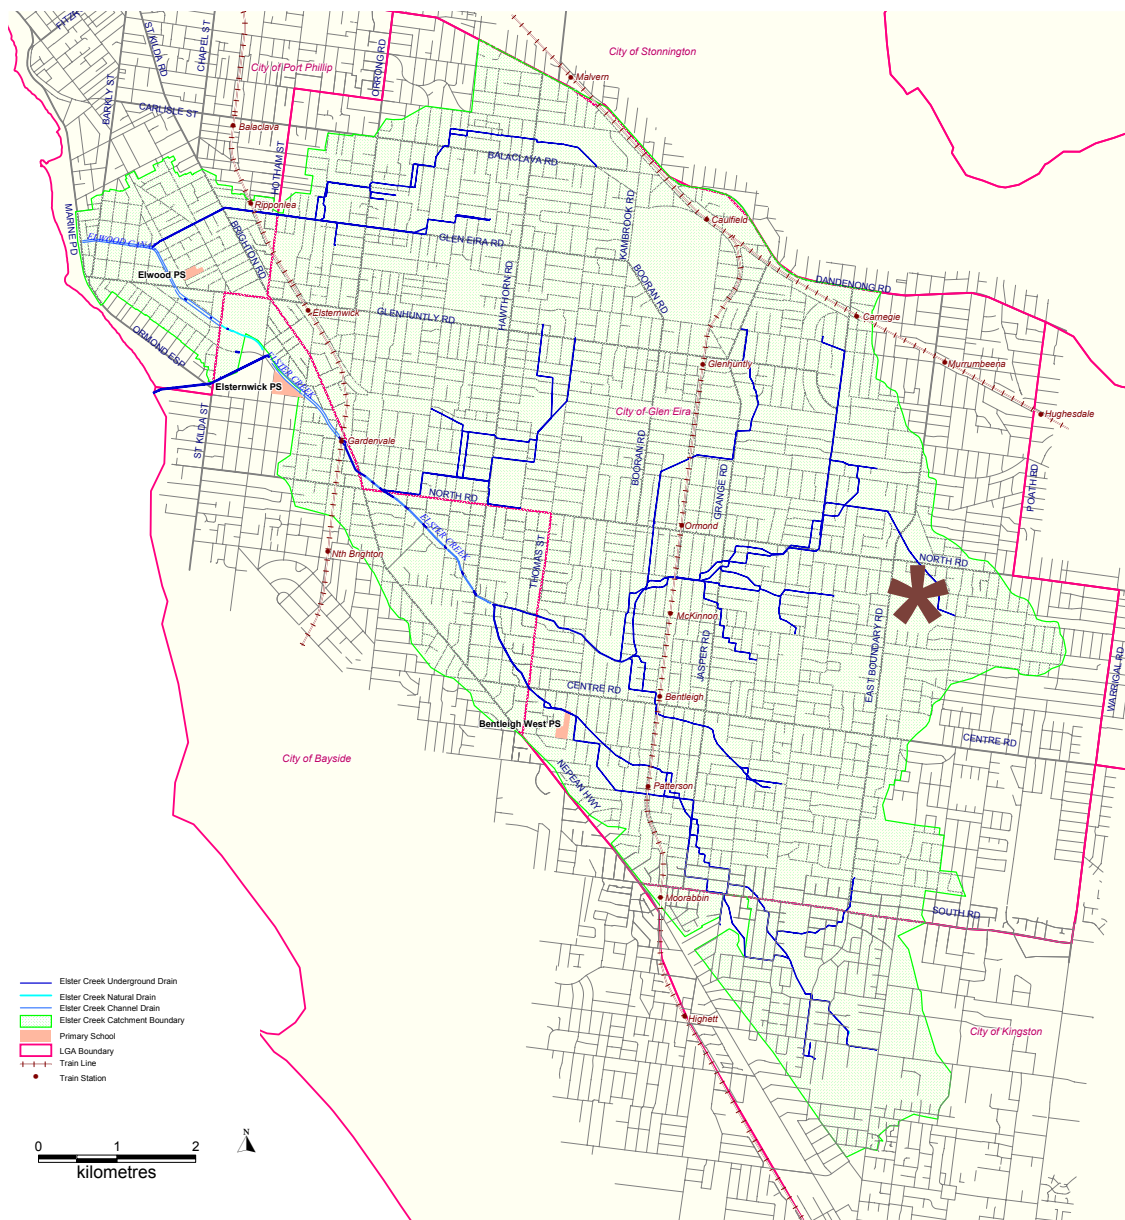 FITZR
ST KILDA RD
CHAPEL ST
ORRONG RD
City of Stonnington
City of Port Phillip
Malvern
BARKLY ST
CARLISLE ST
Balaclava
HOTHAM ST
BALACLAVA RD
Ripponlea
MARINE PD
ELWOOD CANAL
BRIGHTON RD
GLEN EIRA RD
KAMBROOK RD
Caulfield
Elwood PS
HAWTHORN RD
BOORAN RD
DANDENONG RD
ORMOND ESP
Elsternwick
GLENHUNTLY RD
Carnegie
Murrumbeena
Glenhuntly
ELSTER CREEK
Elsternwick PS
ST KILDA ST
City of Glen Eira
Hughesdale
Gardenvale
BOORAN RD
GRANGE RD
POATH RD
NORTH RD
ELSTER CREEK
Ormond
Nth Brighton
THOMAS ST
NORTH RD
McKinnon
JASPER RD
EAST BOUNDARY RD
WARRIGAL RD
CENTRE RD
Bentleigh
Bentleigh West PS
CENTRE RD
City of Bayside
NEPEAN HWY
Patterson
Moorabbin
SOUTH RD
Highett
City of Kingston
Elster Creek Underground Drain
Elster Creek Natural Drain
Elster Creek Channel Drain
Elster Creek Catchment Boundary
Primary School
LGA Boundary
Train Line
Train Station
N
0 1 2
kilometres